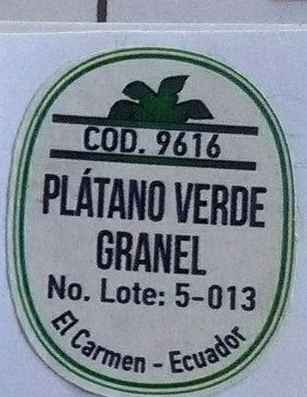 COD. 9616
PLÁTANO VERDE
GRANEL
No. Lote: 5-013
El Carmen - Ecuador